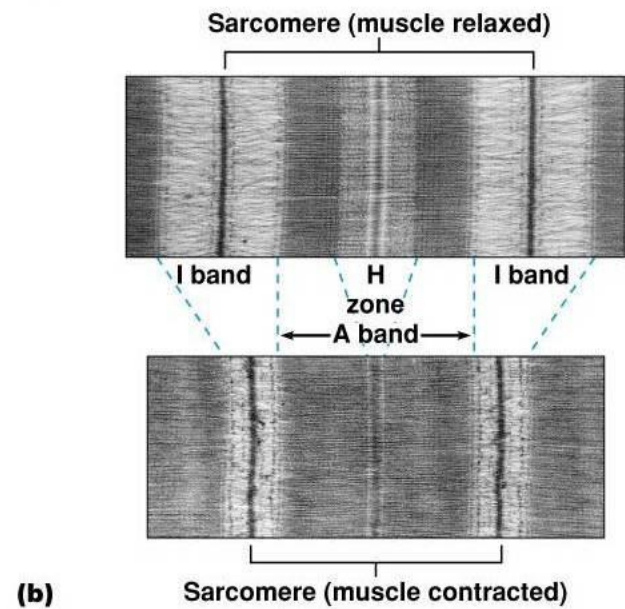 Sarcomere (muscle relaxed)
I band H I band
zone
A band
(b) Sarcomere (muscle contracted)